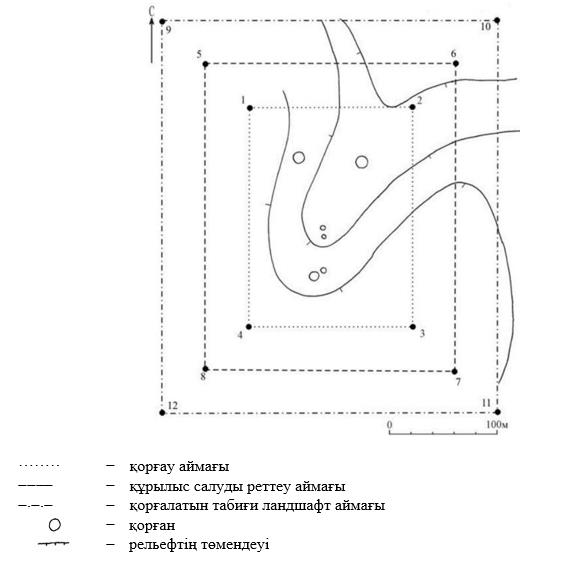 С
9
10
5
6
1
2
4
3
8
7
12
11
0
100м
– қорғау аймағы
– құрылыс салуды реттеу аймағы
– қорғалатын табиғи ландшафт аймағы
– қорған
– рельефтің төмендеуі